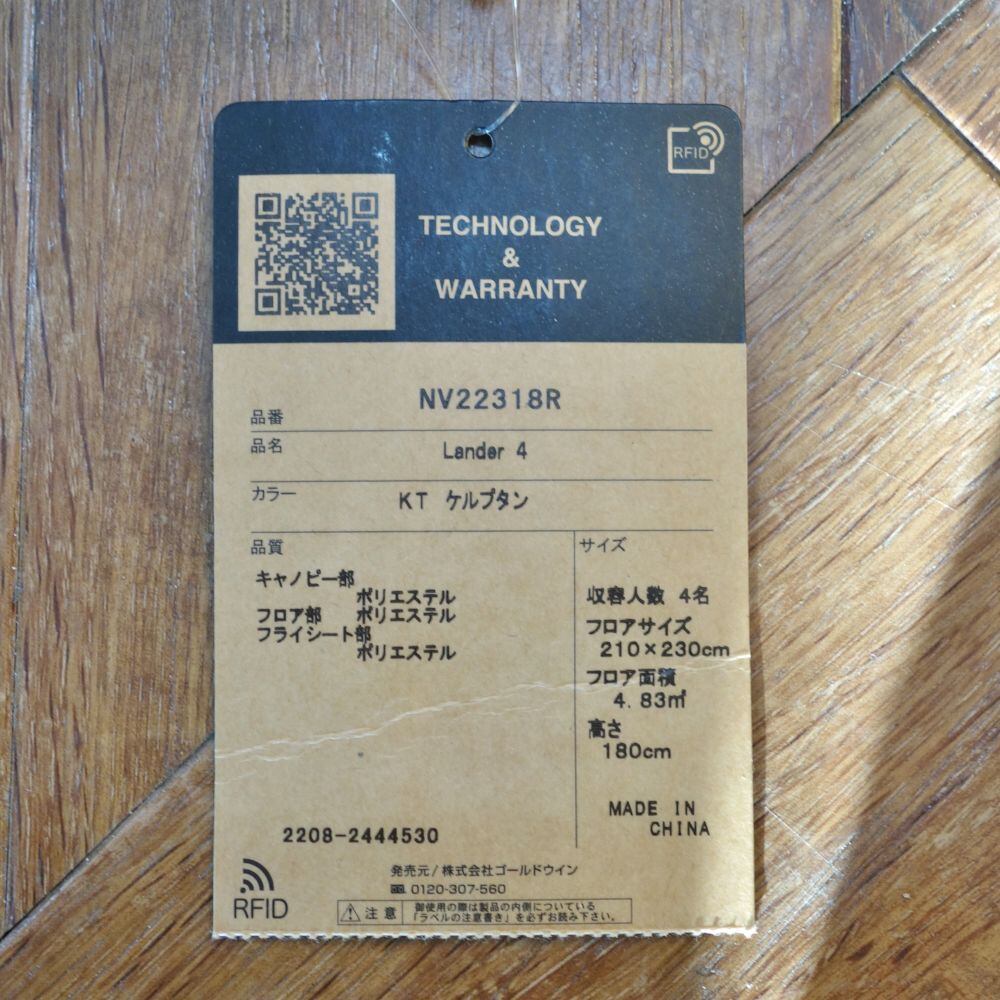 RFID
TECHNOLOGY
&
WARRANTY
品番 NV22318R
品名 Lander 4
カラー KT ケルプタン
品質
キャノピー部
ポリエステル
フロア部 ポリエステル
フライシート部
ポリエステル
サイズ
収容人数 4名
フロアサイズ
210×230cm
フロア面積
4.83㎡
高さ
180cm
MADE IN
CHINA
2208-2444530
RFID
発売元/株式会社ゴールドウイン
0120-307-560
注意
御使用の際は製品の内側についている
「ラベルの注意書き」を必ずお読み下さい。